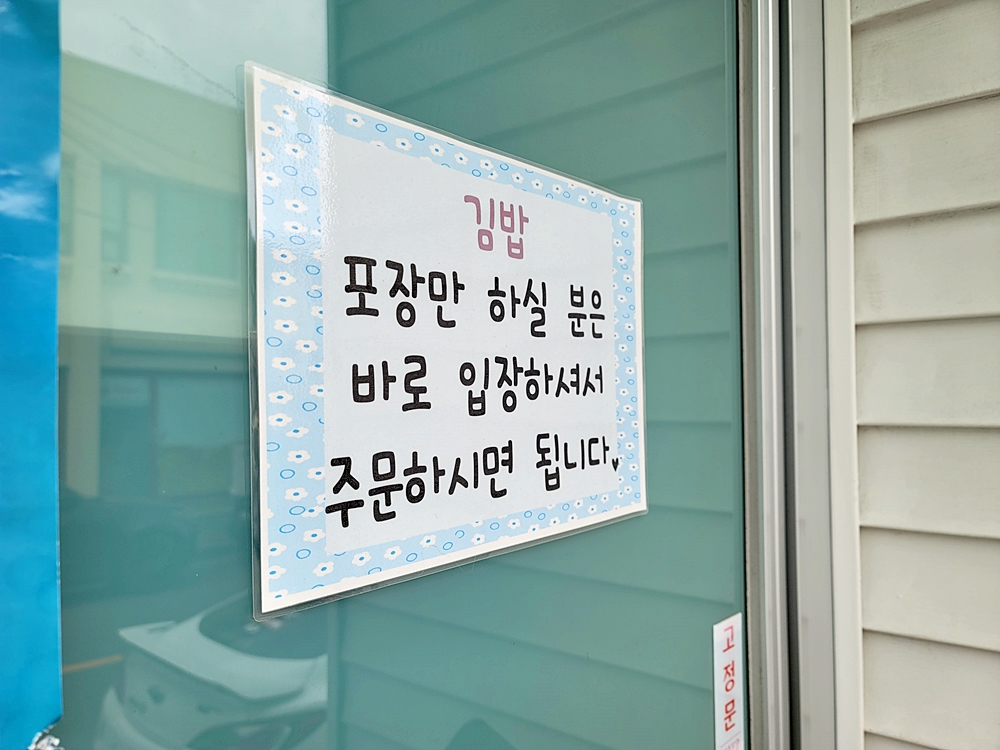 김밥
포장만 하실 분은
바로 입장하셔서
주문하시면 됩니다♥
고정문